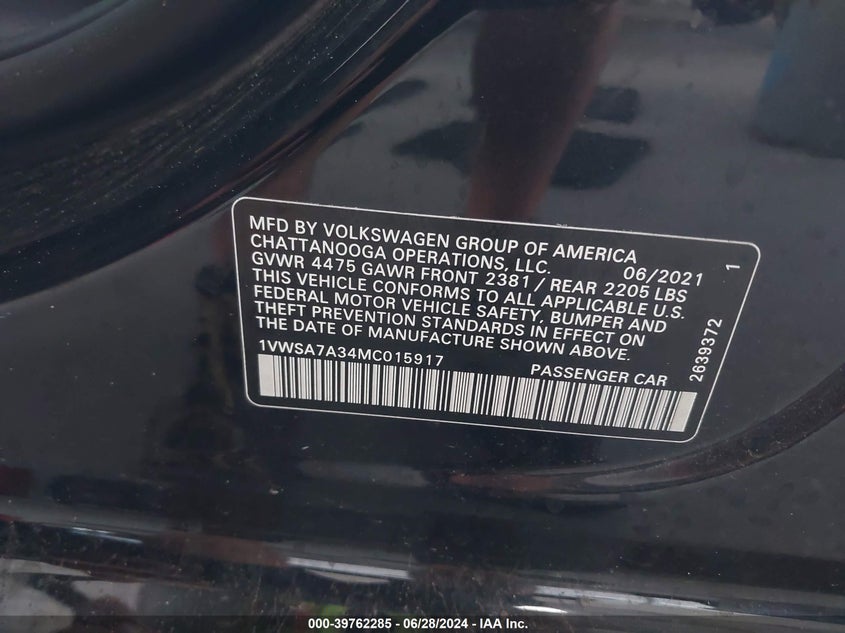 MFD BY VOLKSWAGEN GROUP OF AMERICA
CHATTANOOGA OPERATIONS, LLC. 06/2021 1
GVWR 4475 GAWR FRONT 2381 / REAR 2205 LBS
THIS VEHICLE CONFORMS TO ALL APPLICABLE U.S.
FEDERAL MOTOR VEHICLE SAFETY, BUMPER AND
THEFT PREVENTION STANDARDS IN EFFECT ON
THE DATE OF MANUFACTURE SHOWN ABOVE.
1VWSA7A34MC015917 PASSENGER CAR
2639372
000-39762285 - 06/28/2024 - IAA Inc.